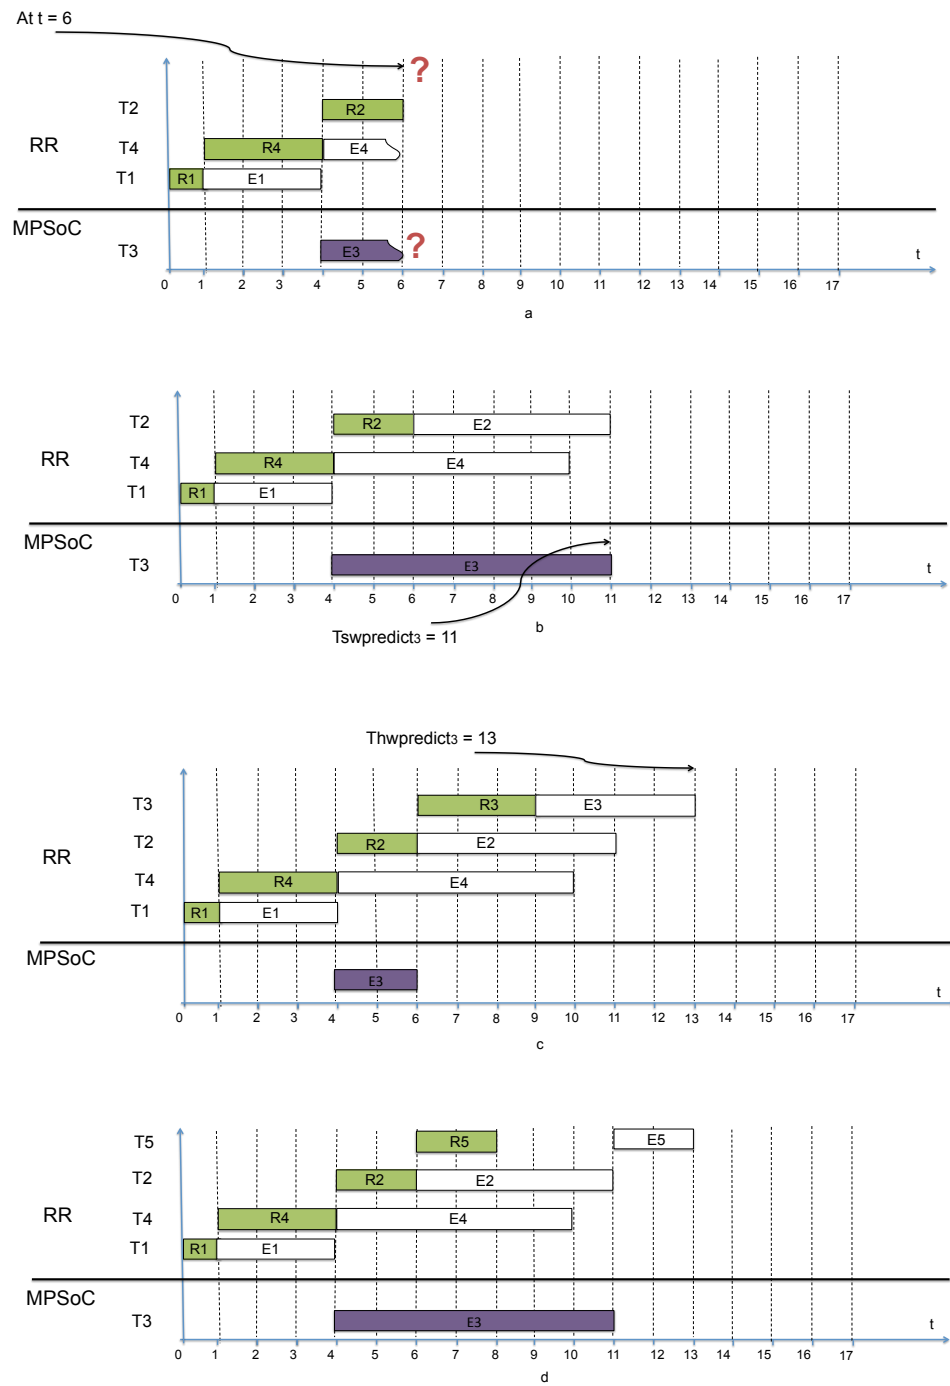 At t = 6
?
T2 R2
RR T4 R4 E4
T1 R1 E1
MPSoC
T3 E3 ?
t
0 1 2 3 4 5 6 7 8 9 10 11 12 13 14 15 16 17
a
T2 R2 E2
RR T4 R4 E4
T1 R1 E1
MPSoC
T3 E3
t
0 1 2 3 4 5 6 7 8 9 10 11 12 13 14 15 16 17
Tswpredict3 = 11
b
Thwpredict3 = 13
T3 R3 E3
T2 R2 E2
RR T4 R4 E4
T1 R1 E1
MPSoC
E3
t
0 1 2 3 4 5 6 7 8 9 10 11 12 13 14 15 16 17
c
T5 R5 E5
T2 R2 E2
RR T4 R4 E4
T1 R1 E1
MPSoC
T3 E3
t
0 1 2 3 4 5 6 7 8 9 10 11 12 13 14 15 16 17
d